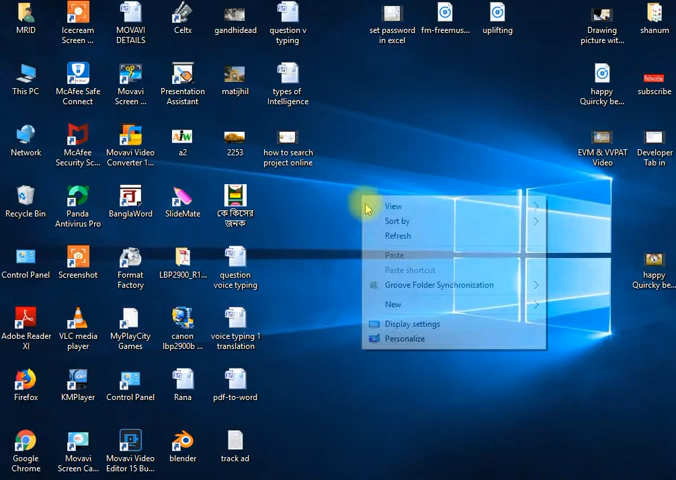 MRID
Icecream
Screen ...
MOVAVI
DETAILS
Celtx
gandhidead
question v
typing
set password
in excel
fm-freemus...
uplifting
Drawing
picture wit...
shanum
This PC
McAfee Safe
Connect
Movavi
Screen ...
Presentation
Assistant
matijhil
types of
Intelligence
happy
Quircky be...
Subscribe
subscribe
Network
McAfee
Security Sc...
Movavi Video
Converter 1...
a2
2253
how to search
project online
EVM & VVPAT
Video
Developer
Tab in
Recycle Bin
Panda
Antivirus Pro
BanglaWord
SlideMate
কে কিসের
জনক
View
Sort by
Refresh
Paste
Paste shortcut
Groove Folder Synchronization
New
Display settings
Personalize
Control Panel
Screenshot
Format
Factory
LBP2900_R1...
question
voice typing
happy
Quircky be...
Adobe Reader
XI
VLC media
player
MyPlayCity
Games
canon
lbp2900b ...
voice typing 1
translation
Firefox
KMPlayer
Control Panel
Rana
pdf-to-word
Google
Chrome
Movavi
Screen Ca...
Movavi Video
Editor 15 Bu...
blender
track ad